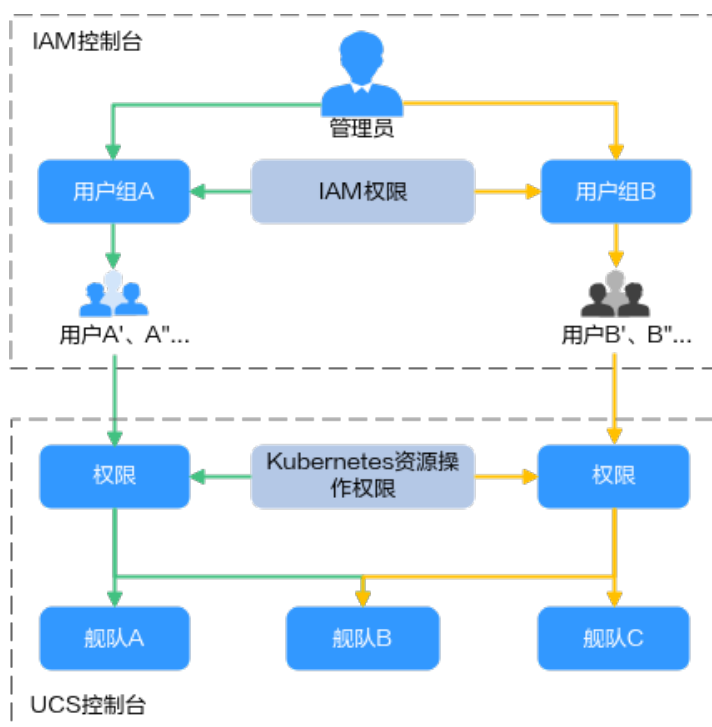 IAM控制台
管理员
用户组A
IAM权限
用户组B
用户A'、A"...
用户B'、B"...
权限
Kubernetes资源操
作权限
权限
舰队A
舰队B
舰队C
UCS控制台